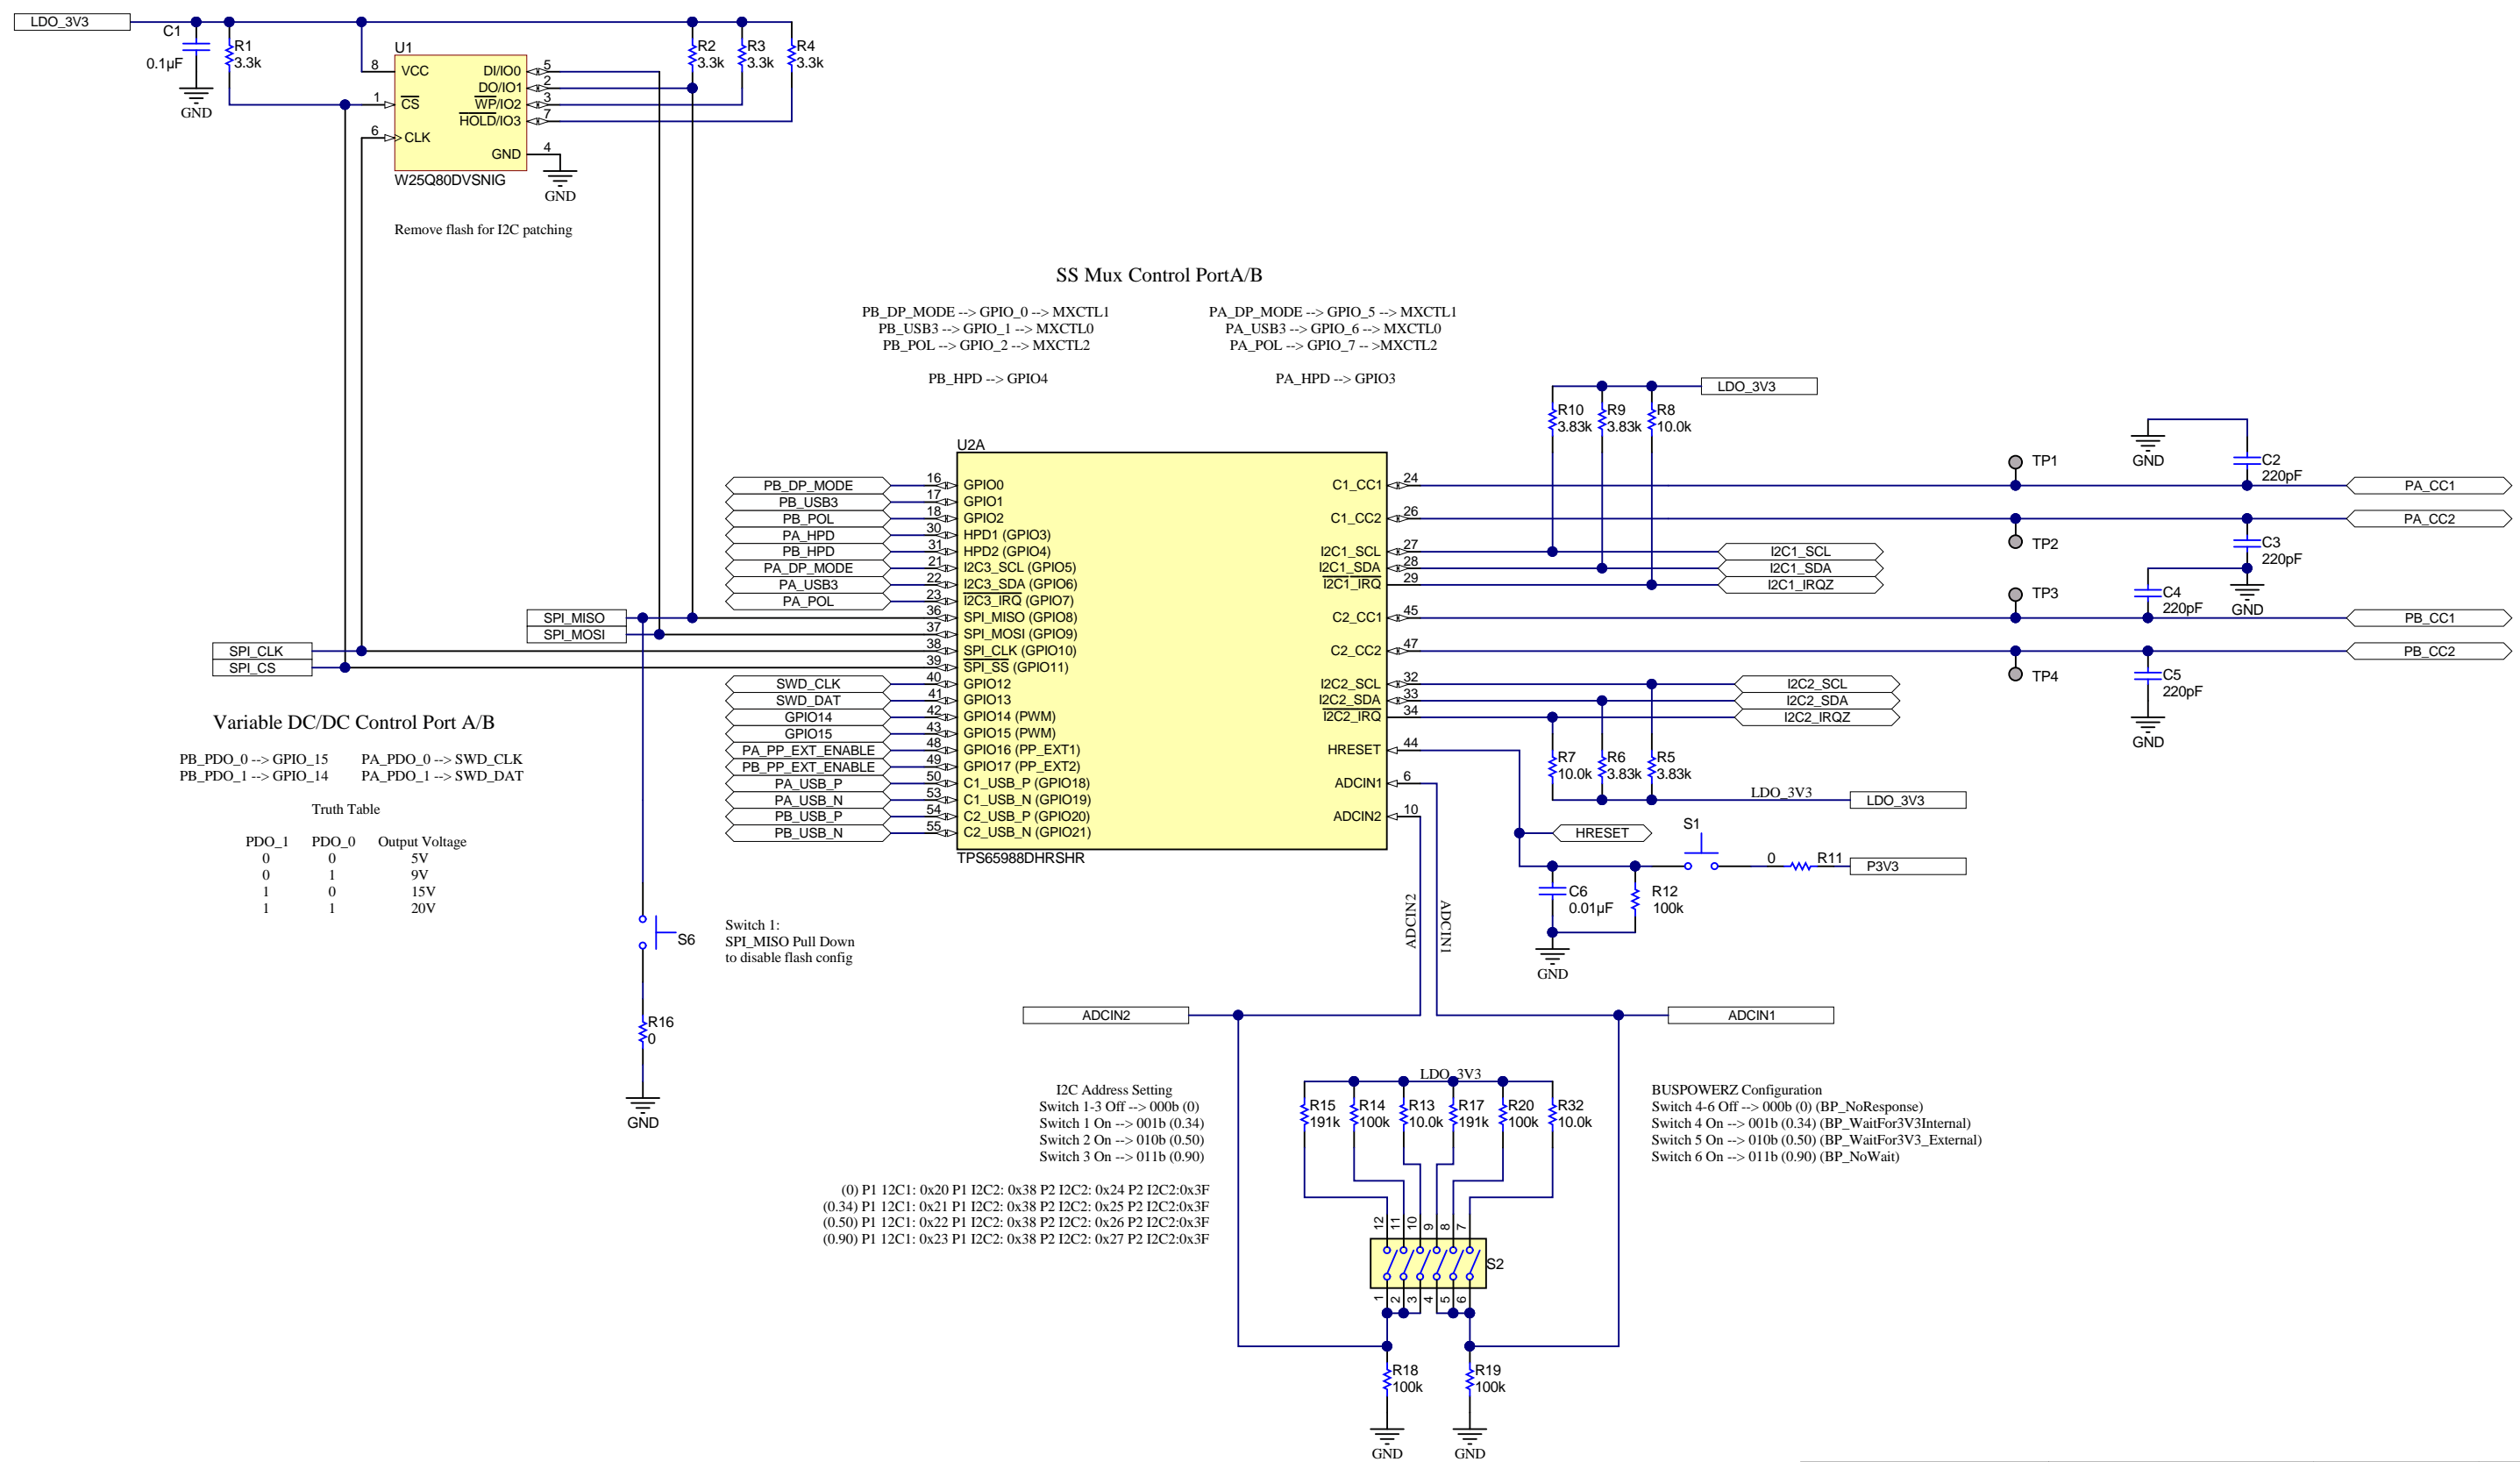 LDO_3V3
C1
0.1µF
GND
R1
3.3k
U1
8 VCC
1 CS
6 CLK
DI/IO0 5
DO/IO1 2
WP/IO2 3
HOLD/IO3 7
GND 4
W25Q80DVSNIG
GND
R2
3.3k
R3
3.3k
R4
3.3k
Remove flash for I2C patching
SS Mux Control PortA/B
PB_DP_MODE --> GPIO_0 --> MXCTL1
PB_USB3 --> GPIO_1 --> MXCTL0
PB_POL --> GPIO_2 --> MXCTL2
PB_HPD --> GPIO4
PA_DP_MODE --> GPIO_5 --> MXCTL1
PA_USB3 --> GPIO_6 --> MXCTL0
PA_POL --> GPIO_7 -- >MXCTL2
PA_HPD --> GPIO3
LDO_3V3
R10
3.83k
R9
3.83k
R8
10.0k
U2A
PB_DP_MODE 16 GPIO0
PB_USB3 17 GPIO1
PB_POL 18 GPIO2
PA_HPD 30 HPD1 (GPIO3)
PB_HPD 31 HPD2 (GPIO4)
PA_DP_MODE 21 I2C3_SCL (GPIO5)
PA_USB3 22 I2C3_SDA (GPIO6)
PA_POL 23 I2C3_IRQ (GPIO7)
SPI_MISO 36 SPI_MISO (GPIO8)
SPI_MOSI 37 SPI_MOSI (GPIO9)
SPI_CLK 38 SPI_CLK (GPIO10)
SPI_CS 39 SPI_SS (GPIO11)
SWD_CLK 40 GPIO12
SWD_DAT 41 GPIO13
GPIO14 42 GPIO14 (PWM)
GPIO15 43 GPIO15 (PWM)
PA_PP_EXT_ENABLE 48 GPIO16 (PP_EXT1)
PB_PP_EXT_ENABLE 49 GPIO17 (PP_EXT2)
PA_USB_P 50 C1_USB_P (GPIO18)
PA_USB_N 53 C1_USB_N (GPIO19)
PB_USB_P 54 C2_USB_P (GPIO20)
PB_USB_N 55 C2_USB_N (GPIO21)
TPS65988DHRSHR
C1_CC1 24
C1_CC2 26
I2C1_SCL 27 I2C1_SCL
I2C1_SDA 28 I2C1_SDA
I2C1_IRQ 29 I2C1_IRQZ
C2_CC1 45
C2_CC2 47
I2C2_SCL 32 I2C2_SCL
I2C2_SDA 33 I2C2_SDA
I2C2_IRQ 34 I2C2_IRQZ
HRESET 44
ADCIN1 6
ADCIN2 10
TP1
TP2
TP3
TP4
GND
C2
220pF
PA_CC1
PA_CC2
C3
220pF
GND
C4
220pF
PB_CC1
PB_CC2
C5
220pF
GND
R7
10.0k
R6
3.83k
R5
3.83k
LDO_3V3
LDO_3V3
HRESET
S1
0 R11
P3V3
C6
0.01µF
R12
100k
GND
ADCIN2
ADCIN1
Variable DC/DC Control Port A/B
PB_PDO_0 --> GPIO_15 PA_PDO_0 --> SWD_CLK
PB_PDO_1 --> GPIO_14 PA_PDO_1 --> SWD_DAT
Truth Table
PDO_1 PDO_0 Output Voltage
0 0 5V
0 1 9V
1 0 15V
1 1 20V
S6
Switch 1:
SPI_MISO Pull Down
to disable flash config
R16
0
GND
ADCIN2
ADCIN1
I2C Address Setting
Switch 1-3 Off --> 000b (0)
Switch 1 On --> 001b (0.34)
Switch 2 On --> 010b (0.50)
Switch 3 On --> 011b (0.90)
(0) P1 12C1: 0x20 P1 I2C2: 0x38 P2 I2C2: 0x24 P2 I2C2:0x3F
(0.34) P1 12C1: 0x21 P1 I2C2: 0x38 P2 I2C2: 0x25 P2 I2C2:0x3F
(0.50) P1 12C1: 0x22 P1 I2C2: 0x38 P2 I2C2: 0x26 P2 I2C2:0x3F
(0.90) P1 12C1: 0x23 P1 I2C2: 0x38 P2 I2C2: 0x27 P2 I2C2:0x3F
LDO_3V3
R15
191k
R14
100k
R13
10.0k
R17
191k
R20
100k
R32
10.0k
BUSPOWERZ Configuration
Switch 4-6 Off --> 000b (0) (BP_NoResponse)
Switch 4 On --> 001b (0.34) (BP_WaitFor3V3Internal)
Switch 5 On --> 010b (0.50) (BP_WaitFor3V3_External)
Switch 6 On --> 011b (0.90) (BP_NoWait)
12 11 10 9 8 7
S2
1 2 3 4 5 6
R18
100k
R19
100k
GND
GND